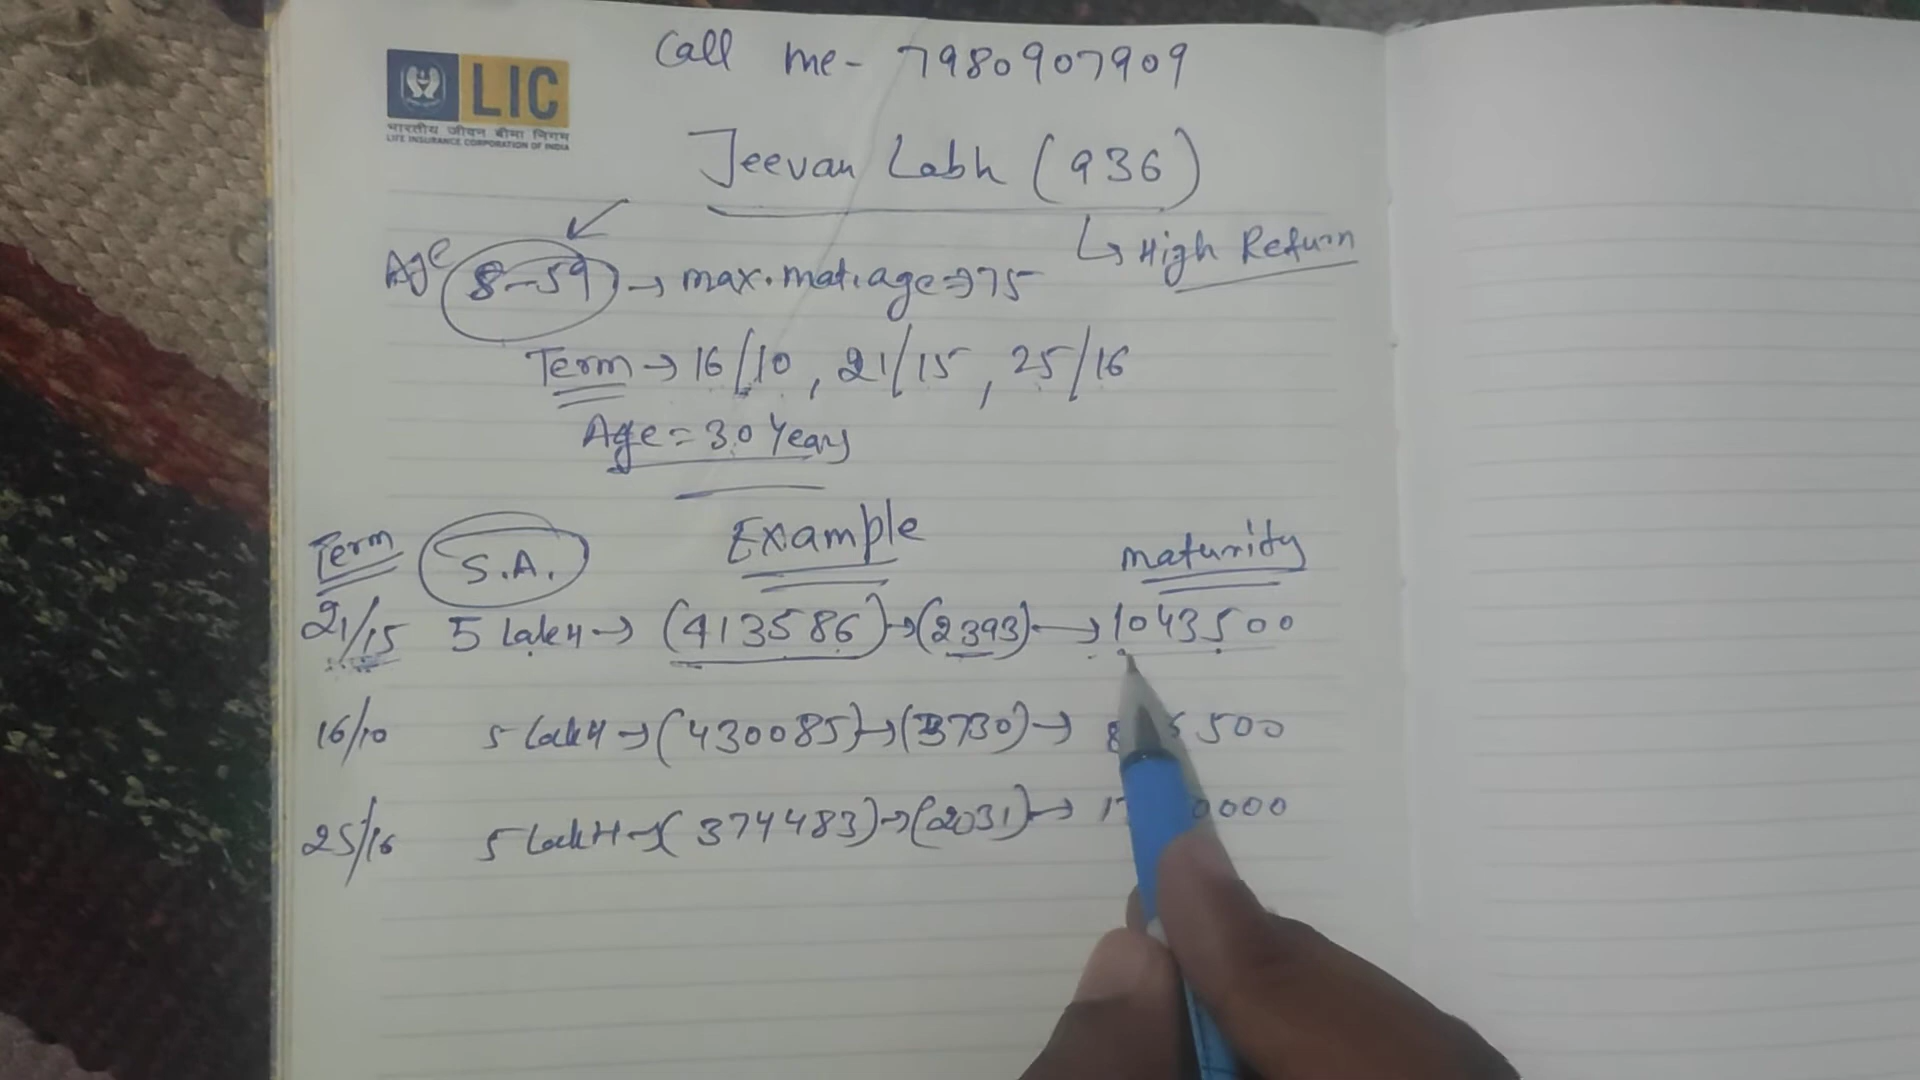 Call me - 7980907909
LIC
भारतीय जीवन बीमा निगम
LIFE INSURANCE CORPORATION OF INDIA
Jeevan Labh (936)
↳ High Return
Age 8-59 → max. mat. age ⇒ 75
Term → 16/10, 21/15, 25/16
Age = 30 Years
Example
Term S.A. maturity
21/15 5 lakh → (413586) → (2393) → 1043500
16/10 5 lakh → (430085) → (3730) → 500
25/16 5 lakh → (374483) → (2031) → 0000